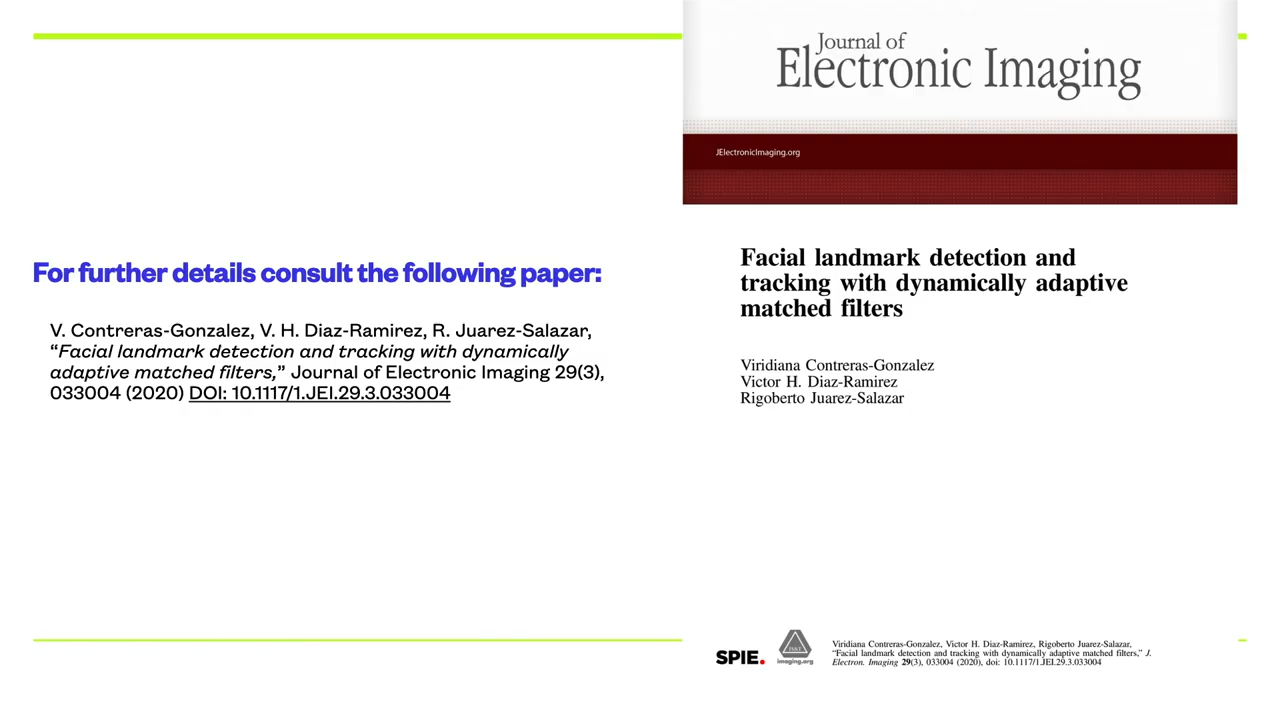 For further details consult the following paper:
V. Contreras-Gonzalez, V. H. Diaz-Ramirez, R. Juarez-Salazar,
“Facial landmark detection and tracking with dynamically
adaptive matched filters,” Journal of Electronic Imaging 29(3),
033004 (2020) DOI: 10.1117/1.JEI.29.3.033004
Journal of
Electronic Imaging
JElectronicImaging.org
Facial landmark detection and
tracking with dynamically adaptive
matched filters
Viridiana Contreras-Gonzalez
Victor H. Diaz-Ramirez
Rigoberto Juarez-Salazar
SPIE.
imaging.org
Viridiana Contreras-Gonzalez, Victor H. Diaz-Ramirez, Rigoberto Juarez-Salazar,
“Facial landmark detection and tracking with dynamically adaptive matched filters,” J.
Electron. Imaging 29(3), 033004 (2020), doi: 10.1117/1.JEI.29.3.033004